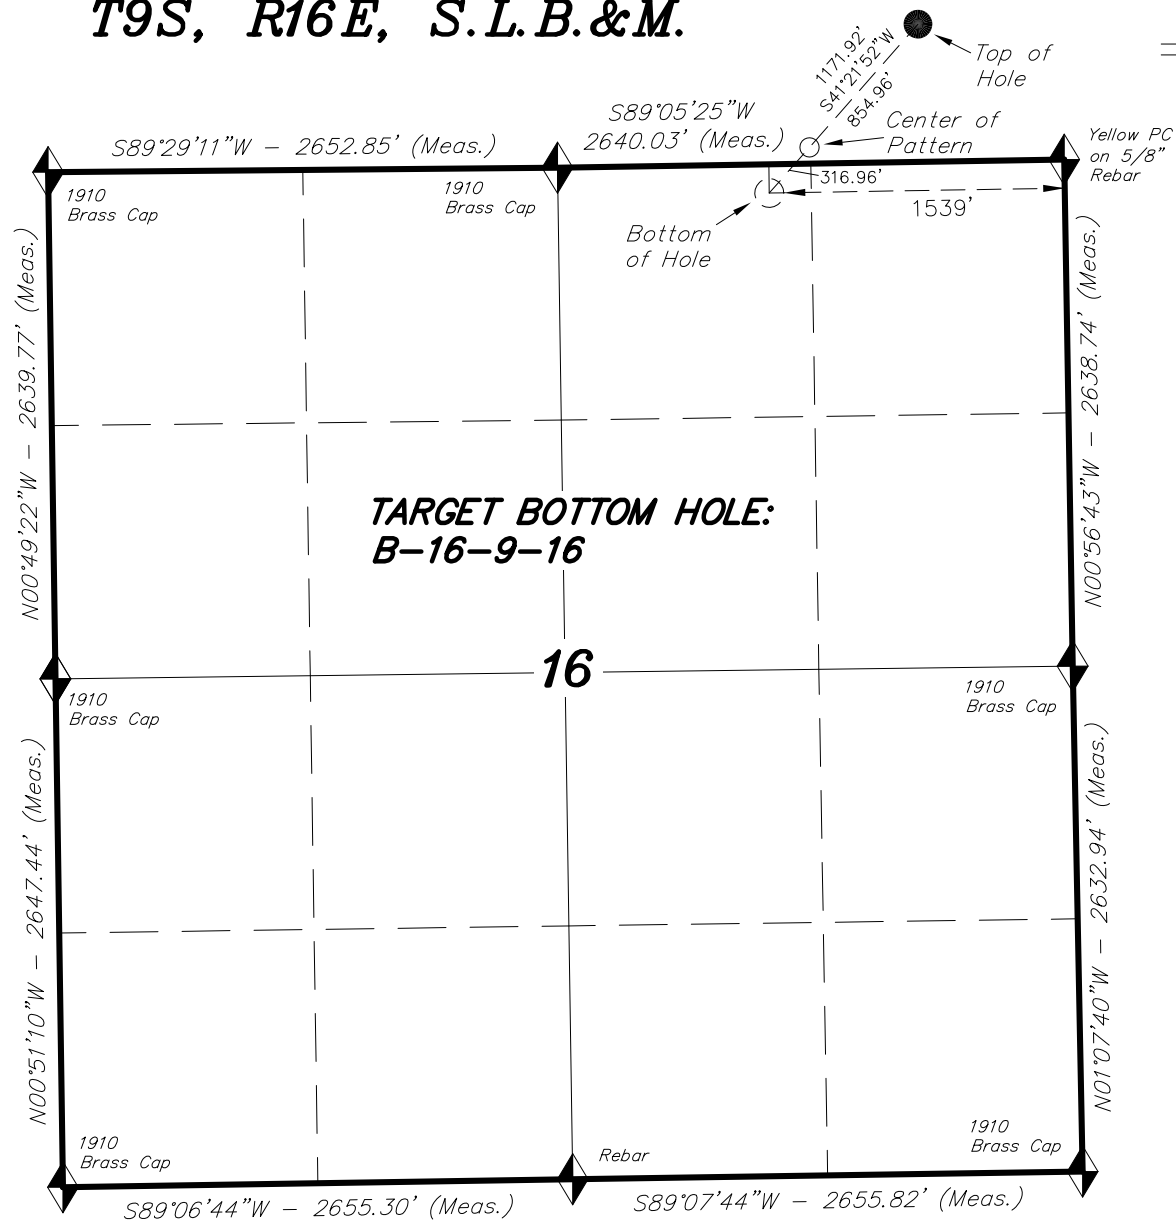 T9S, R16E, S.L.B.&M.
1171.92'
S41°21'52"W
854.96'
Top of
Hole
S89°29'11"W - 2652.85' (Meas.)
S89°05'25"W
2640.03' (Meas.)
Center of
Pattern
Yellow PC
on 5/8"
Rebar
1910
Brass Cap
1910
Brass Cap
316.96'
1539'
Bottom
of Hole
N00°49'22"W - 2639.77' (Meas.)
N00°56'43"W - 2638.74' (Meas.)
TARGET BOTTOM HOLE:
B-16-9-16
16
1910
Brass Cap
1910
Brass Cap
N00°51'10"W - 2647.44' (Meas.)
N01°07'40"W - 2632.94' (Meas.)
1910
Brass Cap
Rebar
1910
Brass Cap
S89°06'44"W - 2655.30' (Meas.)
S89°07'44"W - 2655.82' (Meas.)